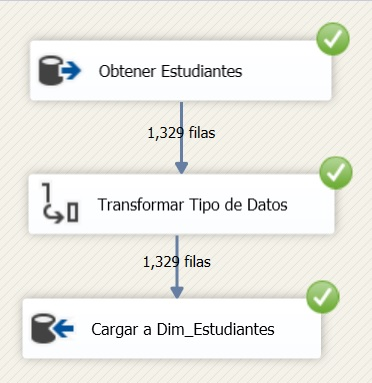 Obtener Estudiantes
1,329 filas
Transformar Tipo de Datos
1,329 filas
Cargar a Dim_Estudiantes